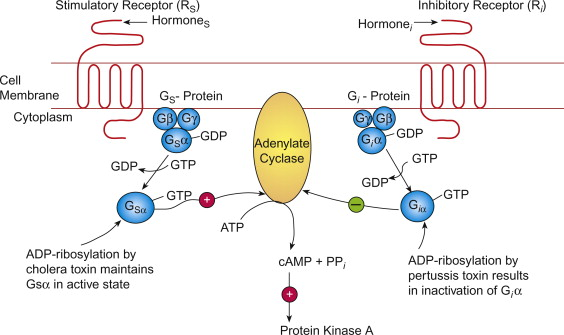 Stimulatory Receptor (RS)
Inhibitory Receptor (Ri)
HormoneS
Hormonei
Cell
Membrane
Cytoplasm
GS- Protein
Gi - Protein
Gβ
Gγ
GSα
GDP
Gγ
Gβ
Giα
GDP
Adenylate
Cyclase
GDP
GTP
GTP
GDP
GSα
GTP
+
−
Giα
GTP
ATP
ADP-ribosylation by
cholera toxin maintains
Gsα in active state
cAMP + PPi
ADP-ribosylation by
pertussis toxin results
in inactivation of Giα
+
Protein Kinase A